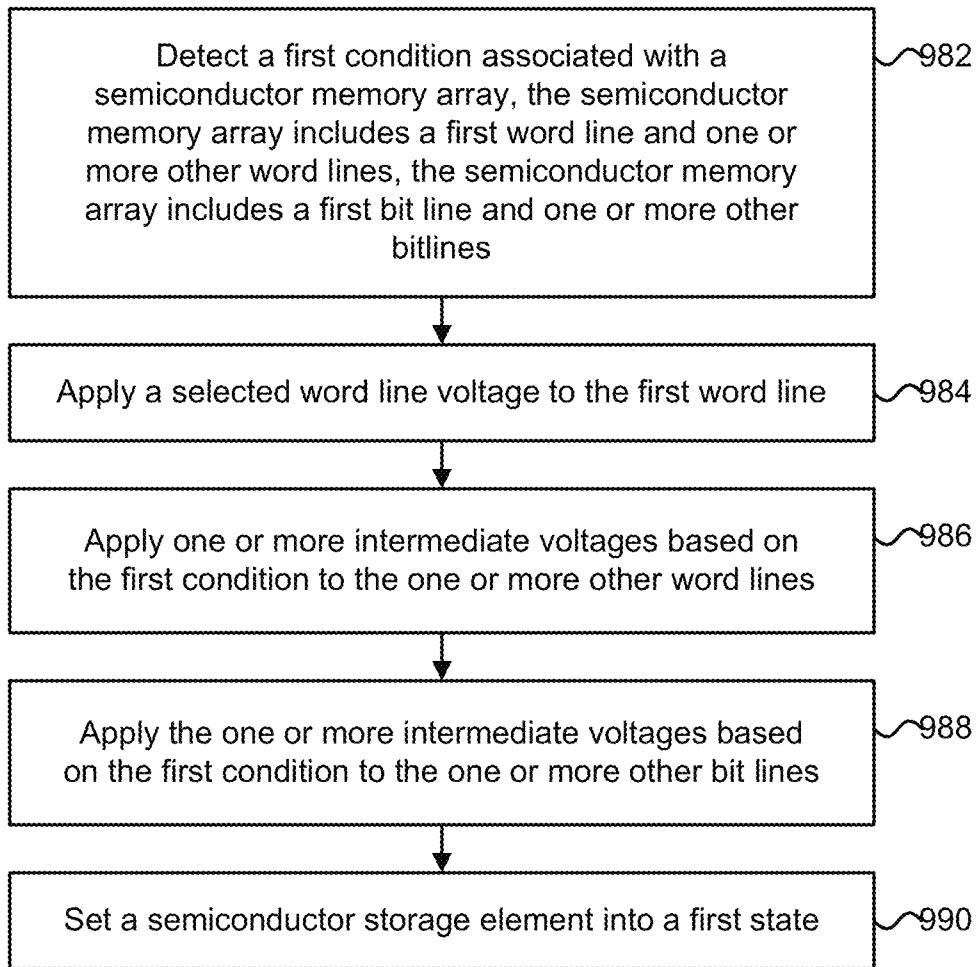 Detect a first condition associated with a
semiconductor memory array, the semiconductor
memory array includes a first word line and one or
more other word lines, the semiconductor memory
array includes a first bit line and one or more other
bitlines
982
Apply a selected word line voltage to the first word line
984
Apply one or more intermediate voltages based on
the first condition to the one or more other word lines
986
Apply the one or more intermediate voltages based
on the first condition to the one or more other bit lines
988
Set a semiconductor storage element into a first state
990